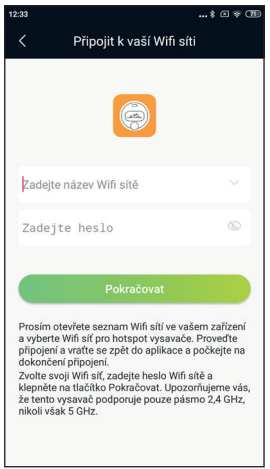 12:33
Připojit k vaší Wifi síti
Zadejte název Wifi sítě
Zadejte heslo
Pokračovat
Prosím otevřete seznam Wifi sítí ve vašem zařízení
a vyberte Wifi síť pro hotspot vysavače. Proveďte
připojení a vraťte se zpět do aplikace a počkejte na
dokončení připojení.
Zvolte svoji Wifi síť, zadejte heslo Wifi sítě a
klepněte na tlačítko Pokračovat. Upozorňujeme vás,
že tento vysavač podporuje pouze pásmo 2,4 GHz,
nikoli však 5 GHz.